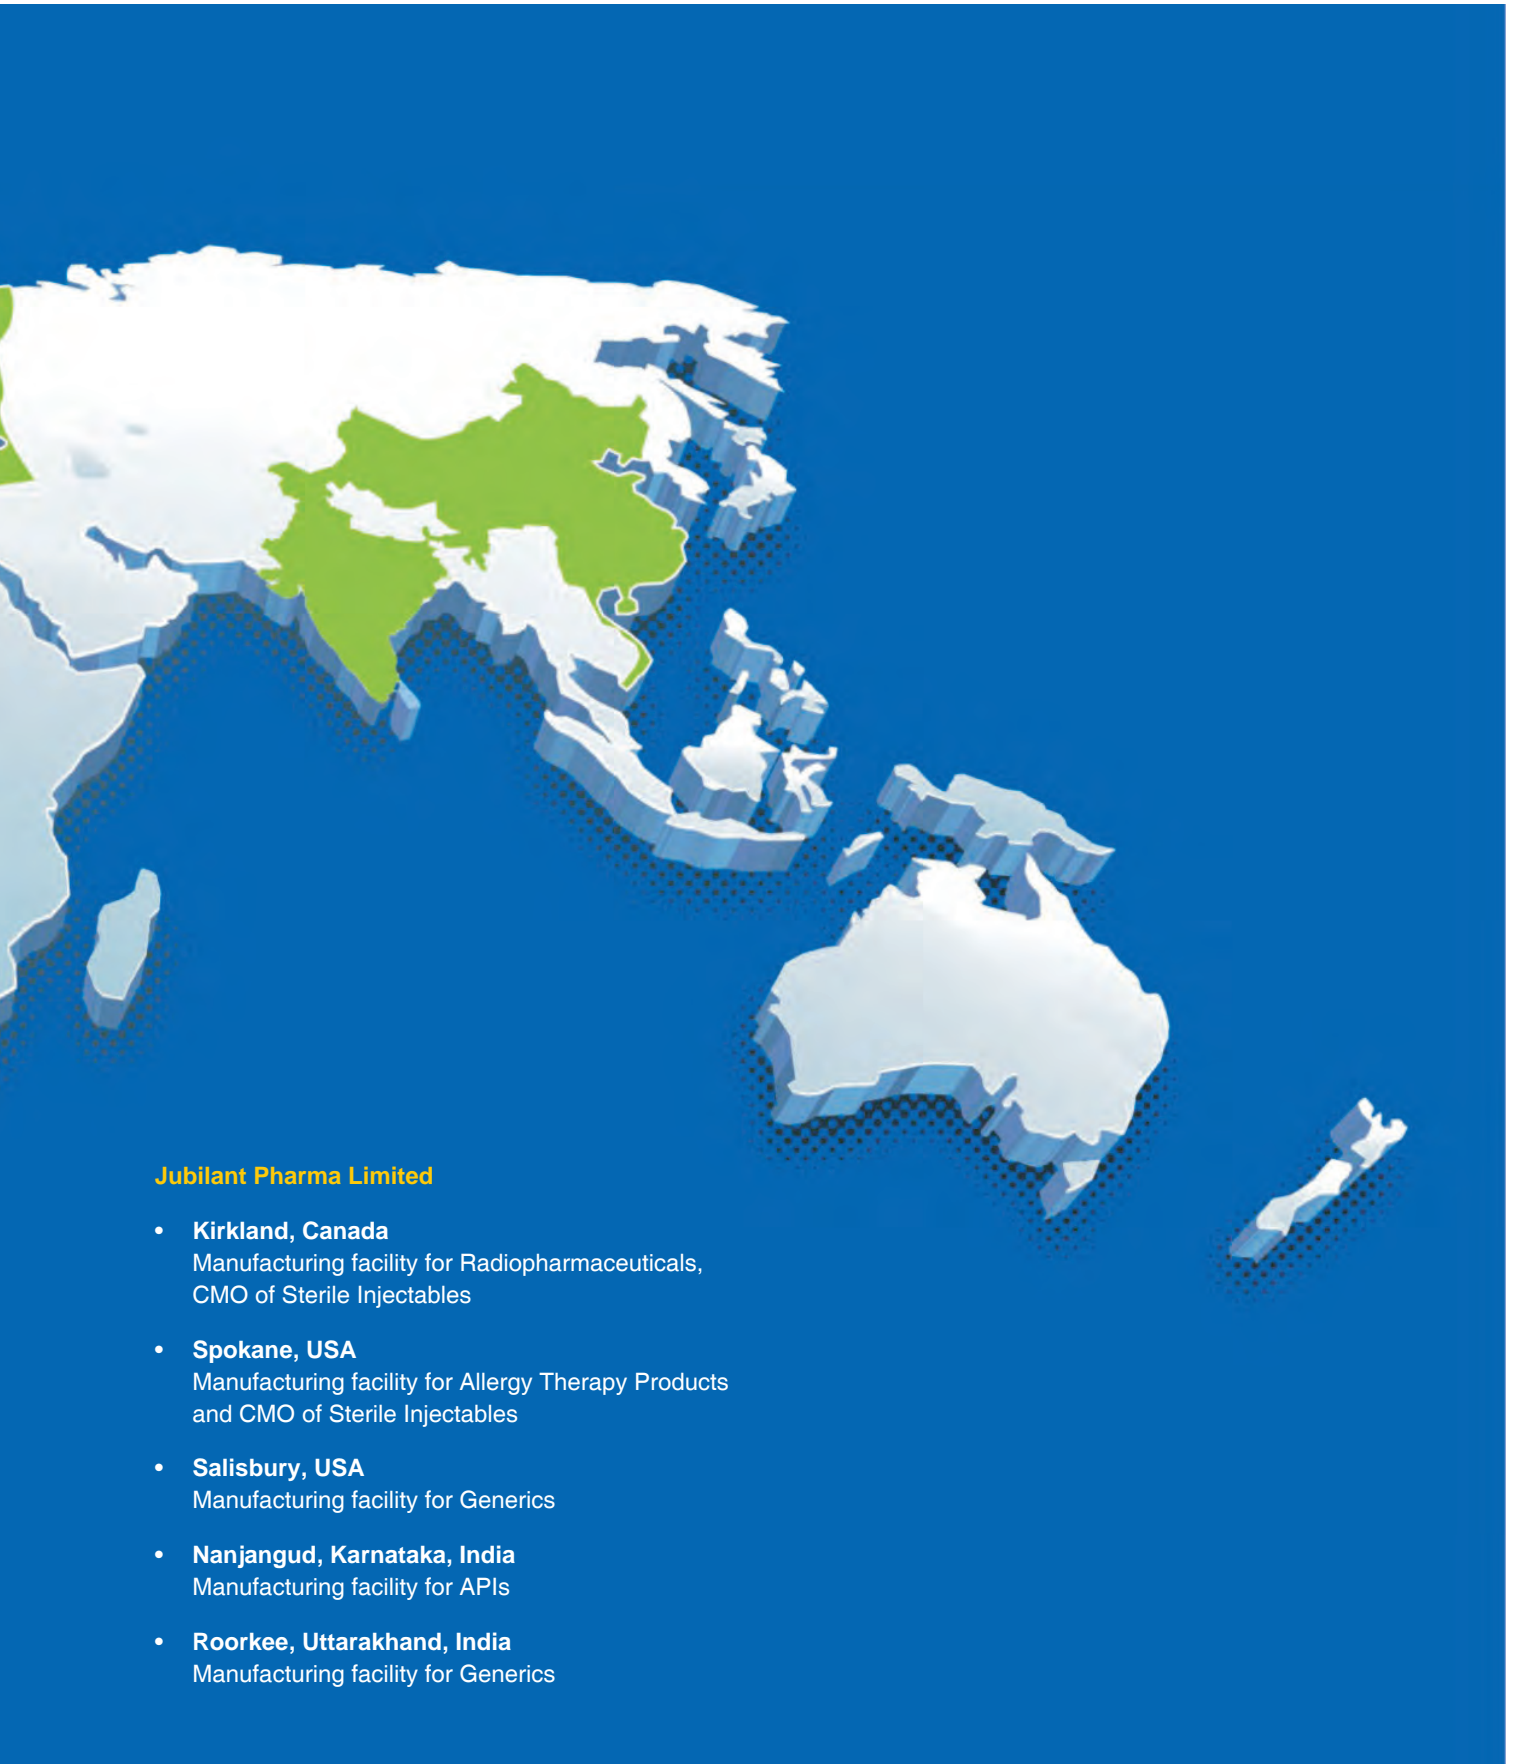 Jubilant Pharma Limited
• Kirkland, Canada
Manufacturing facility for Radiopharmaceuticals,
CMO of Sterile Injectables
• Spokane, USA
Manufacturing facility for Allergy Therapy Products
and CMO of Sterile Injectables
• Salisbury, USA
Manufacturing facility for Generics
• Nanjangud, Karnataka, India
Manufacturing facility for APIs
• Roorkee, Uttarakhand, India
Manufacturing facility for Generics